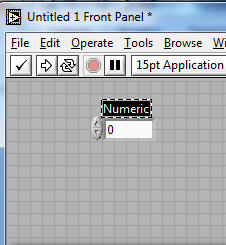 Untitled 1 Front Panel *
File Edit Operate Tools Browse
15pt Application
Numeric
0